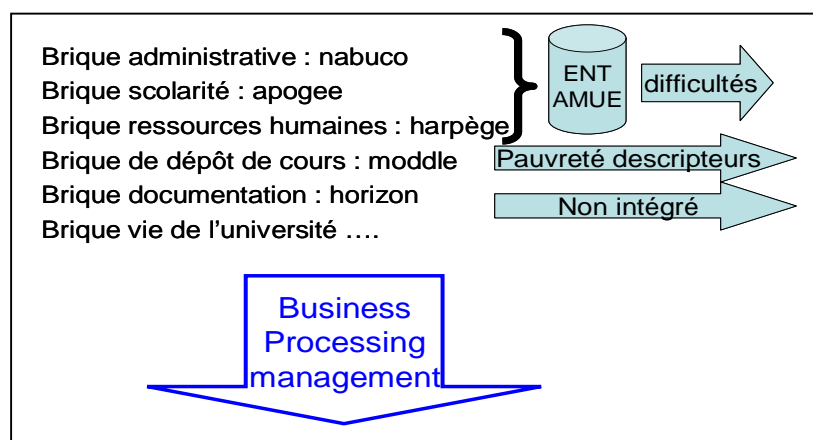 Brique administrative : nabuco
Brique scolarité : apogee
Brique ressources humaines : harpège
Brique de dépôt de cours : moddle
Brique documentation : horizon
Brique vie de l'université ....
ENT
AMUE
difficultés
Pauvreté descripteurs
Non intégré
Business
Processing
management